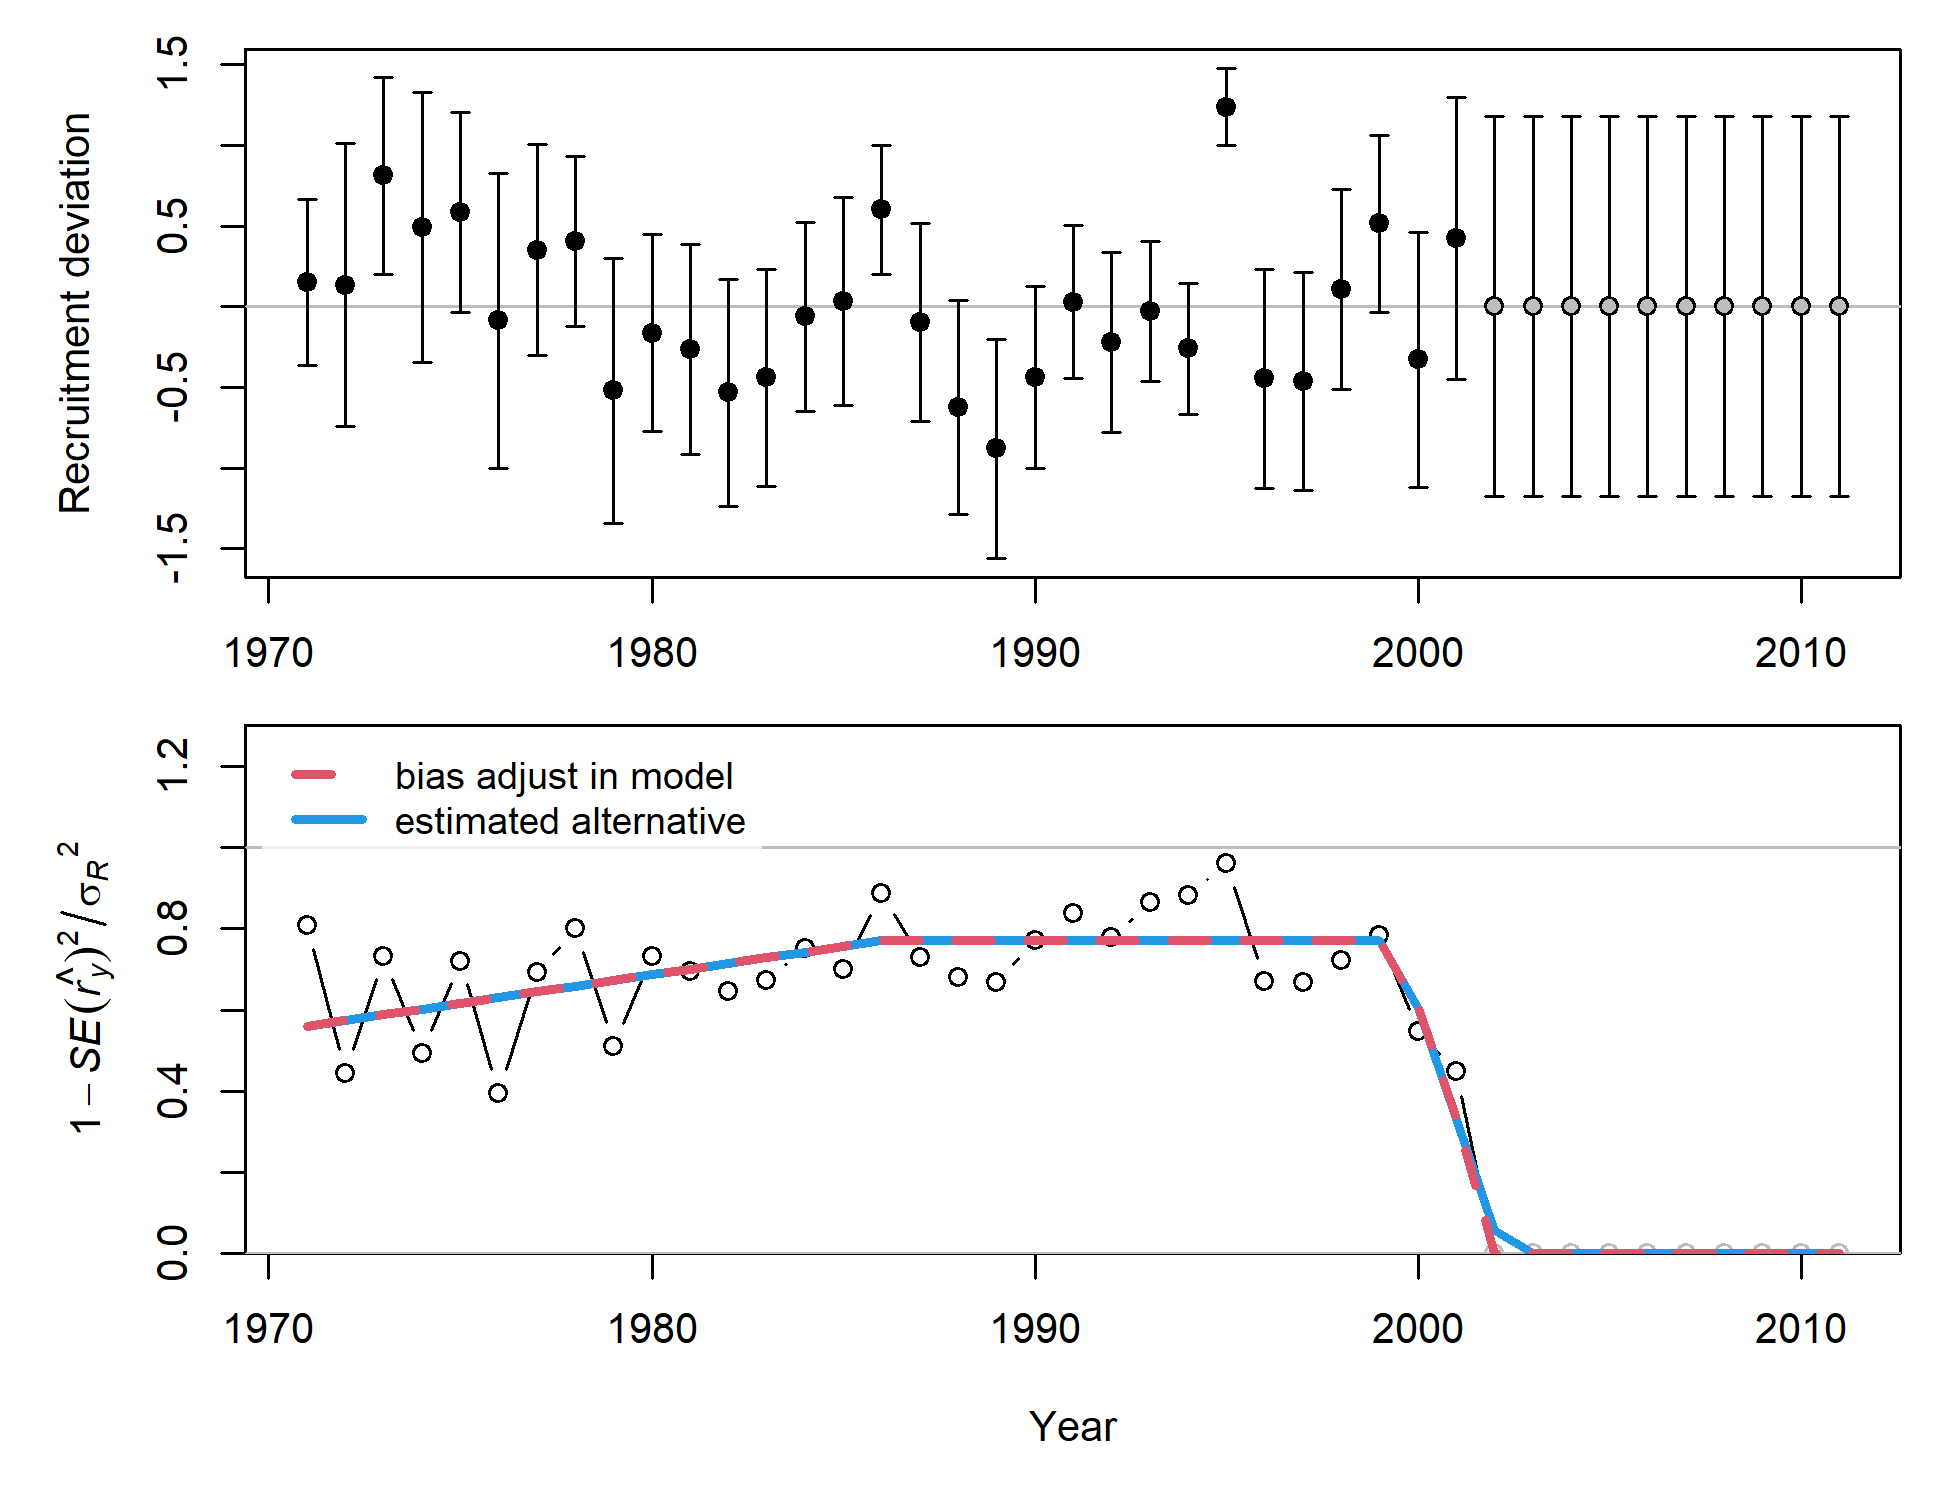 Recruitment deviation
1.5
0.5
-0.5
-1.5
1970 1980 1990 2000 2010
bias adjust in model
estimated alternative
1 − SE(r̂_y)²/σ_R²
1.2
0.8
0.4
0.0
1970 1980 1990 2000 2010
Year